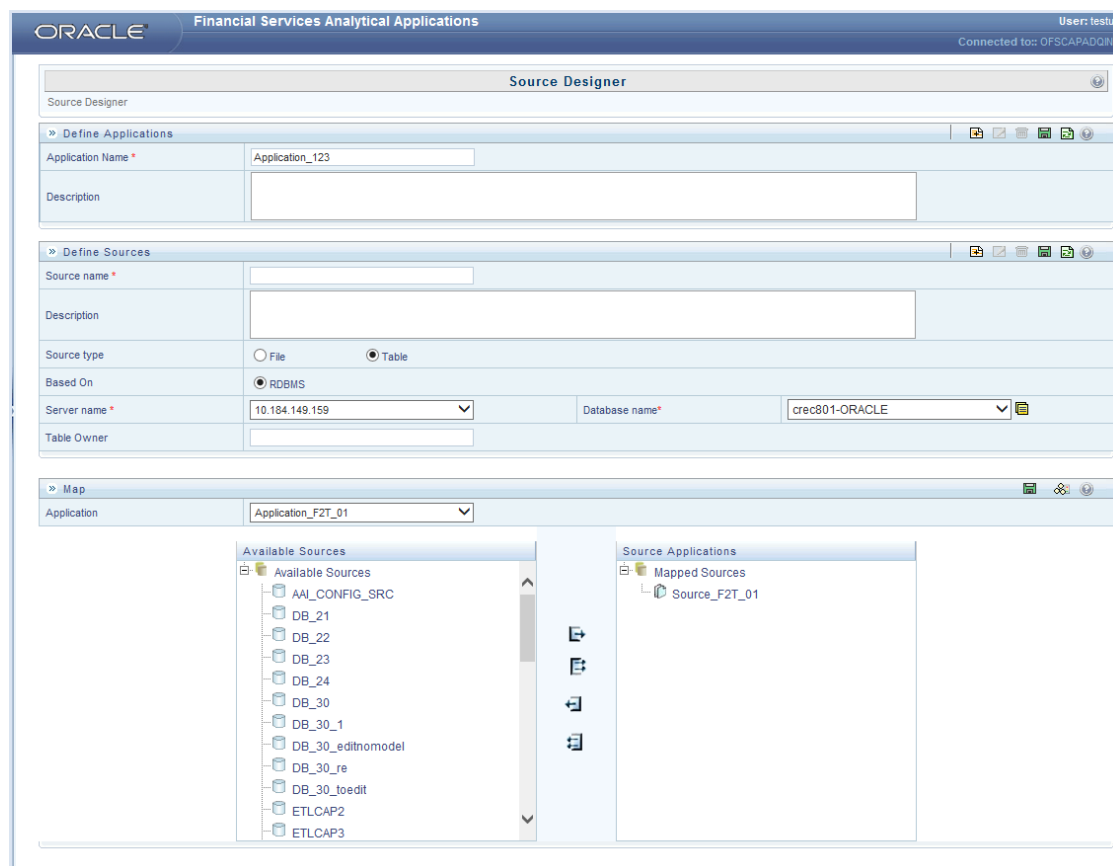 ORACLE
Financial Services Analytical Applications
User: testu
Connected to:: OFSCAPADQIN
Source Designer
Source Designer
Define Applications
Application Name * Application_123
Description
Define Sources
Source name *
Description
Source type File Table
Based On RDBMS
Server name * 10.184.149.159 Database name* crec801-ORACLE
Table Owner
Map
Application Application_F2T_01
Available Sources Source Applications
Available Sources Mapped Sources
AAI_CONFIG_SRC Source_F2T_01
DB_21
DB_22
DB_23
DB_24
DB_30
DB_30_1
DB_30_editnomodel
DB_30_re
DB_30_toedit
ETLCAP2
ETLCAP3